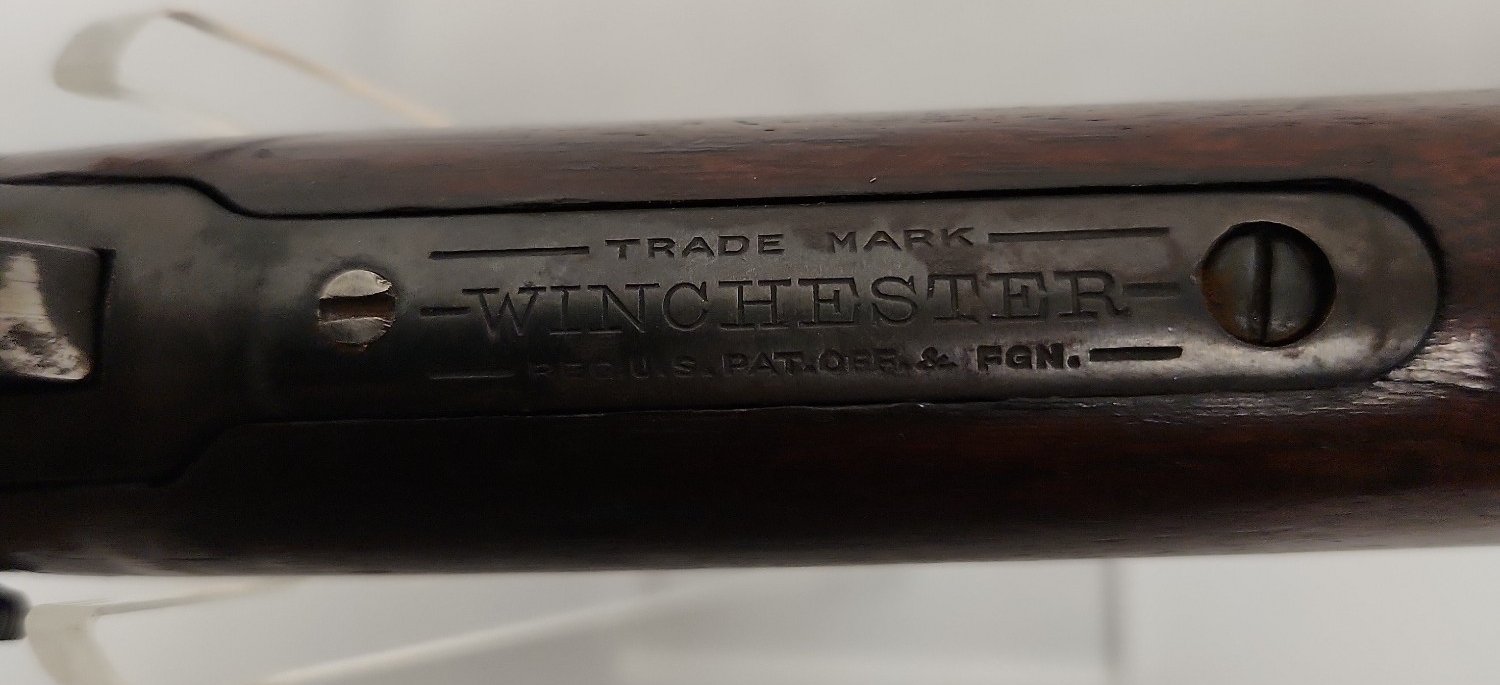 TRADE MARK
-WINCHESTER-
REG.U.S. PAT.OFF.& FGN.